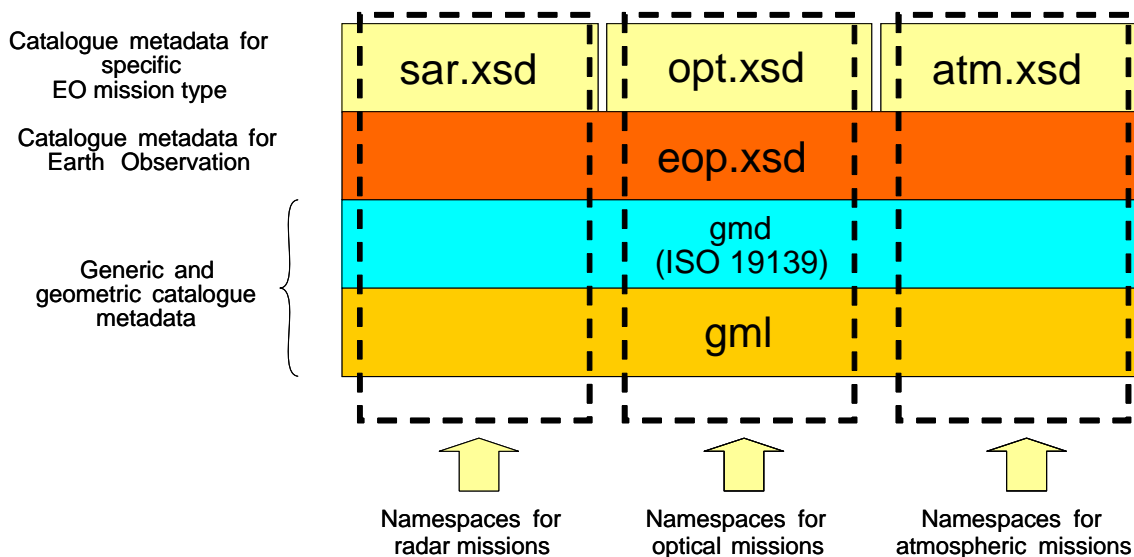 Catalogue metadata for
specific
EO mission type
sar.xsd
opt.xsd
atm.xsd
Catalogue metadata for
Earth Observation
eop.xsd
Generic and
geometric catalogue
metadata
gmd
(ISO 19139)
gml
Namespaces for
radar missions
Namespaces for
optical missions
Namespaces for
atmospheric missions